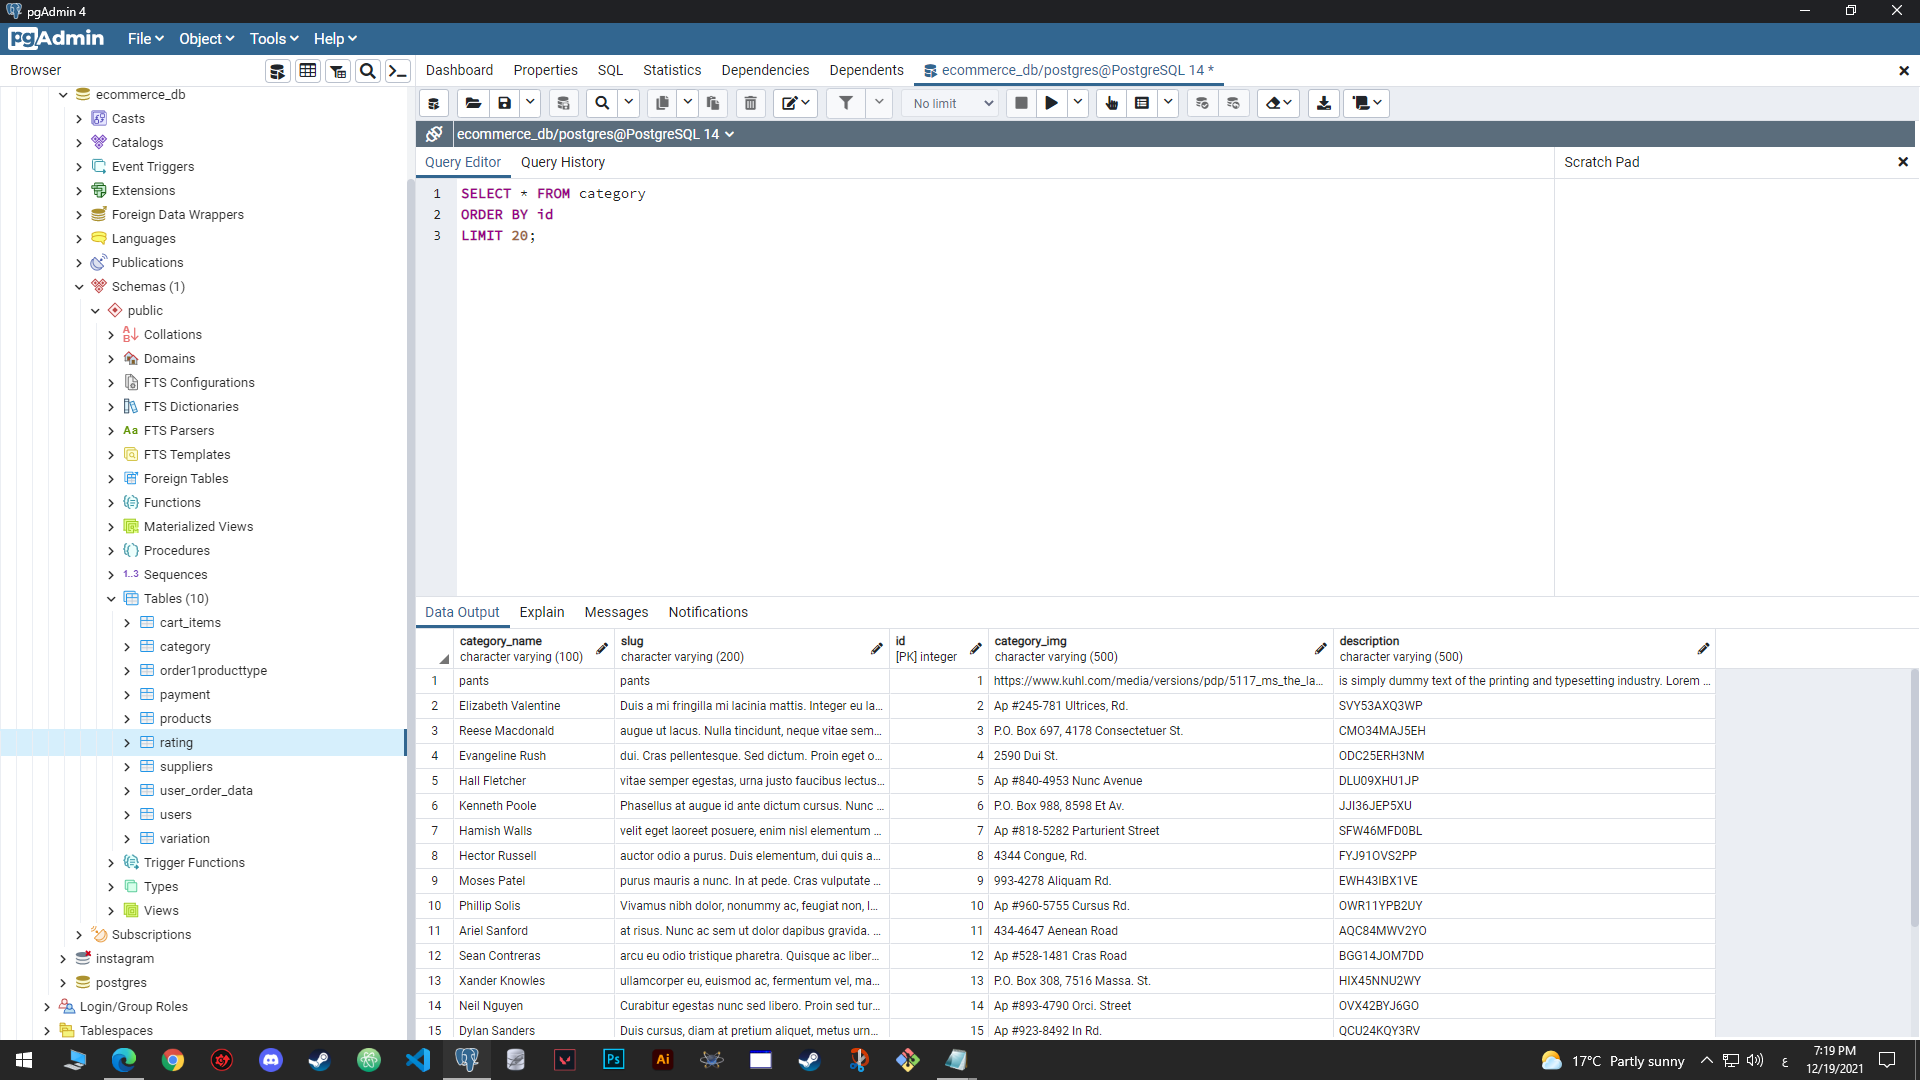 pgAdmin 4
pgAdmin File Object Tools Help
Browser
Dashboard Properties SQL Statistics Dependencies Dependents ecommerce_db/postgres@PostgreSQL 14 *
No limit
ecommerce_db/postgres@PostgreSQL 14
Query Editor Query History
Scratch Pad
1 SELECT * FROM category
2 ORDER BY id
3 LIMIT 20;
ecommerce_db
Casts
Catalogs
Event Triggers
Extensions
Foreign Data Wrappers
Languages
Publications
Schemas (1)
public
Collations
Domains
FTS Configurations
FTS Dictionaries
Aa FTS Parsers
FTS Templates
Foreign Tables
Functions
Materialized Views
Procedures
1..3 Sequences
Tables (10)
cart_items
category
order1producttype
payment
products
rating
suppliers
user_order_data
users
variation
Trigger Functions
Types
Views
Subscriptions
instagram
postgres
Login/Group Roles
Tablespaces
Data Output Explain Messages Notifications
category_name slug id category_img description
character varying (100) character varying (200) [PK] integer character varying (500) character varying (500)
1 pants pants 1 https://www.kuhl.com/media/versions/pdp/5117_ms_the_la... is simply dummy text of the printing and typesetting industry. Lorem ...
2 Elizabeth Valentine Duis a mi fringilla mi lacinia mattis. Integer eu la... 2 Ap #245-781 Ultrices, Rd. SVY53AXQ3WP
3 Reese Macdonald augue ut lacus. Nulla tincidunt, neque vitae sem... 3 P.O. Box 697, 4178 Consectetuer St. CMO34MAJ5EH
4 Evangeline Rush dui. Cras pellentesque. Sed dictum. Proin eget o... 4 2590 Dui St. ODC25ERH3NM
5 Hall Fletcher vitae semper egestas, urna justo faucibus lectus... 5 Ap #840-4953 Nunc Avenue DLU09XHU1JP
6 Kenneth Poole Phasellus at augue id ante dictum cursus. Nunc ... 6 P.O. Box 988, 8598 Et Av. JJI36JEP5XU
7 Hamish Walls velit eget laoreet posuere, enim nisl elementum ... 7 Ap #818-5282 Parturient Street SFW46MFD0BL
8 Hector Russell auctor odio a purus. Duis elementum, dui quis a... 8 4344 Congue, Rd. FYJ91OVS2PP
9 Moses Patel purus mauris a nunc. In at pede. Cras vulputate ... 9 993-4278 Aliquam Rd. EWH43IBX1VE
10 Phillip Solis Vivamus nibh dolor, nonummy ac, feugiat non, l... 10 Ap #960-5755 Cursus Rd. OWR11YPB2UY
11 Ariel Sanford at risus. Nunc ac sem ut dolor dapibus gravida. ... 11 434-4647 Aenean Road AQC84MWV2YO
12 Sean Contreras arcu eu odio tristique pharetra. Quisque ac liber... 12 Ap #528-1481 Cras Road BGG14JOM7DD
13 Xander Knowles ullamcorper eu, euismod ac, fermentum vel, ma... 13 P.O. Box 308, 7516 Massa. St. HIX45NNU2WY
14 Neil Nguyen Curabitur egestas nunc sed libero. Proin sed tur... 14 Ap #893-4790 Orci. Street OVX42BYJ6GO
15 Dylan Sanders Duis cursus, diam at pretium aliquet, metus urn... 15 Ap #923-8492 In Rd. QCU24KQY3RV
Ps Ai 17°C Partly sunny ع 7:19 PM
12/19/2021